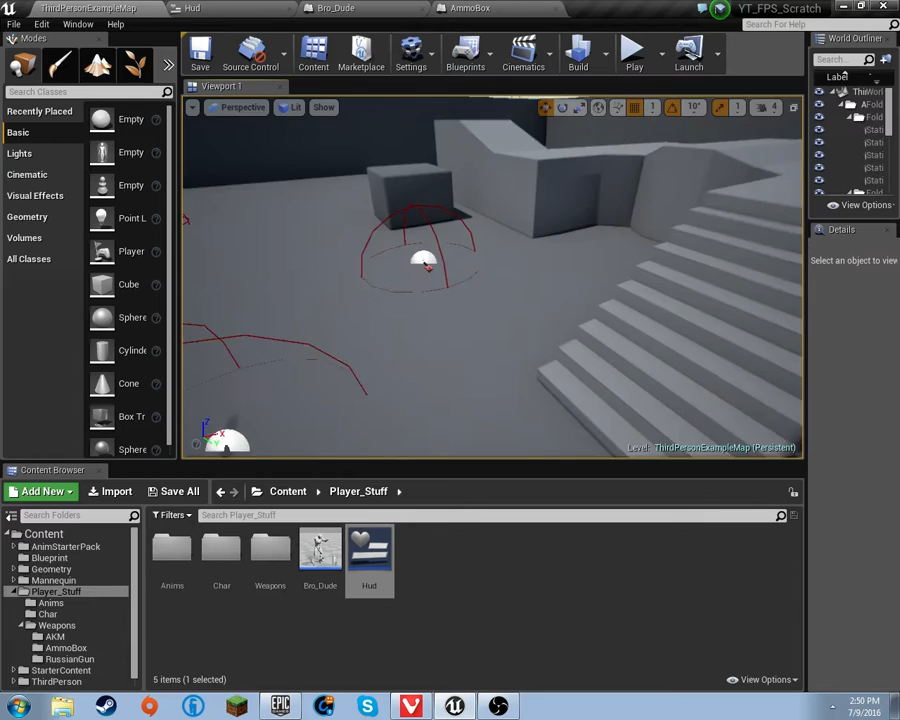 ThirdPersonExampleMap
Hud
Bro_Dude
AmmoBox
YT_FPS_Scratch
File
Edit
Window
Help
Search For Help
Modes
Search Classes
Recently Placed
Basic
Lights
Cinematic
Visual Effects
Geometry
Volumes
All Classes
Empty
Empty
Empty
Point L
Player
Cube
Sphere
Cylinde
Cone
Box Tr
Sphere
Save
Source Control
Content
Marketplace
Settings
Blueprints
Cinematics
Build
Play
Launch
Viewport 1
Perspective
Lit
Show
1
10°
1
4
Z
X
Y
Level: ThirdPersonExampleMap (Persistent)
World Outliner
Search...
Label
View Options
Details
Select an object to view
Content Browser
Add New
Import
Save All
Content
Player_Stuff
Search Folders
Filters
Search Player_Stuff
Content
AnimStarterPack
Blueprint
Geometry
Mannequin
Player_Stuff
Anims
Char
Weapons
AKM
AmmoBox
RussianGun
StarterContent
ThirdPerson
Anims
Char
Weapons
Bro_Dude
Hud
5 items (1 selected)
View Options
EPIC
2:50 PM
7/9/2016